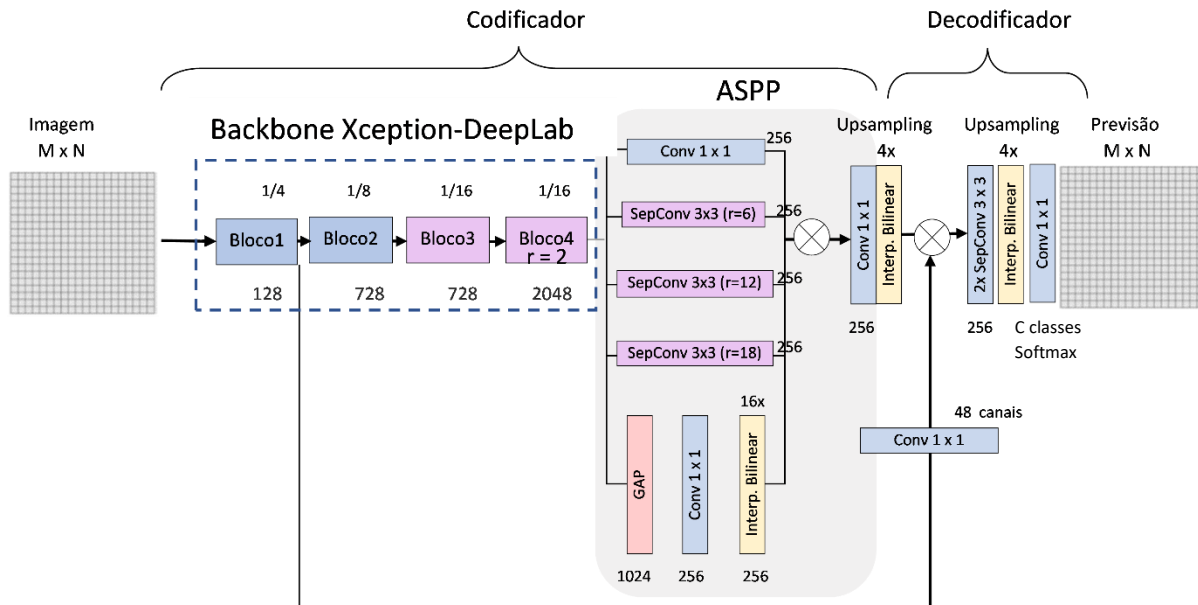 Codificador
Decodificador
ASPP
Imagem
M x N
Backbone Xception-DeepLab
1/4
1/8
1/16
1/16
Bloco1
Bloco2
Bloco3
Bloco4
r = 2
128
728
728
2048
Conv 1 x 1
256
SepConv 3x3 (r=6)
256
SepConv 3x3 (r=12)
256
SepConv 3x3 (r=18)
256
16x
GAP
Conv 1 x 1
Interp. Bilinear
1024
256
256
Upsampling
4x
Conv 1 x 1
Interp. Bilinear
256
Upsampling
4x
2x SepConv 3 x 3
Interp. Bilinear
Conv 1 x 1
256
C classes
Softmax
Previsão
M x N
48 canais
Conv 1 x 1